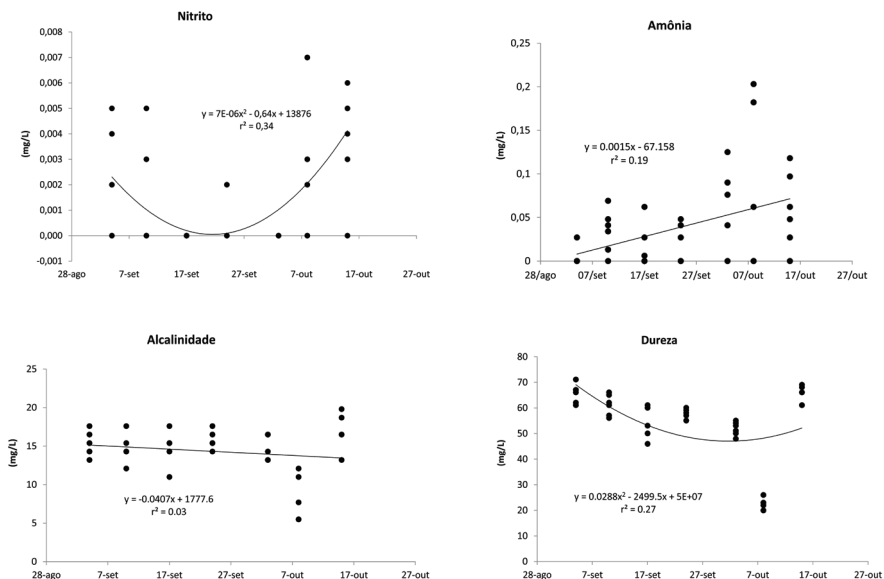 Nitrito
0,008
0,007
0,006
0,005
0,004
0,003
0,002
0,001
0,000
-0,001
(mg/L)
y = 7E-06x² - 0,64x + 13876
r² = 0,34
28-ago 7-set 17-set 27-set 7-out 17-out 27-out
Amônia
0,25
0,2
0,15
0,1
0,05
0
(mg/L)
y = 0.0015x - 67.158
r² = 0.19
28/ago 07/set 17/set 27/set 07/out 17/out 27/out
Alcalinidade
25
20
15
10
5
0
(mg/L)
y = -0.0407x + 1777.6
r² = 0.03
28-ago 7-set 17-set 27-set 7-out 17-out 27-out
Dureza
80
70
60
50
40
30
20
10
0
(mg/L)
y = 0.0288x² - 2499.5x + 5E+07
r² = 0.27
28-ago 7-set 17-set 27-set 7-out 17-out 27-out